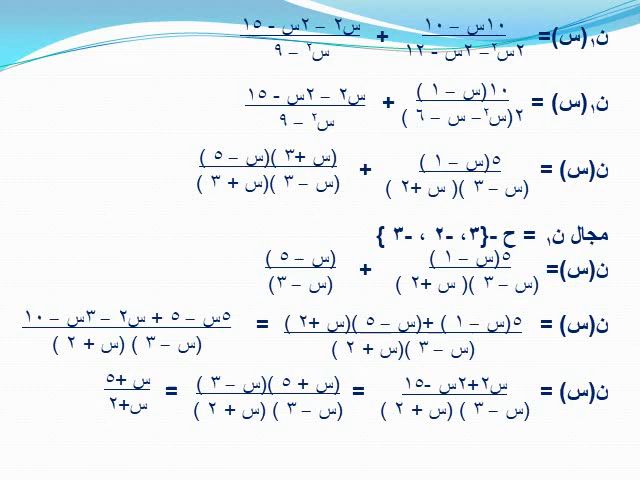 ن١(س)= ١٠س – ١٠ / ٢س٢– ٢س - ١٢ + س٢ – ٢س - ١٥ / س٢ – ٩
ن١(س) = ١٠(س – ١ ) / ٢(س٢– س – ٦ ) + س٢ – ٢س - ١٥ / س٢ – ٩
ن(س) = ٥(س – ١ ) / (س – ٣ )( س +٢ ) + (س +٣ )(س – ٥ ) / (س – ٣ )(س + ٣ )
مجال ن١ = ح -{٣، -٢ ، -٣ }
ن(س)= ٥(س – ١ ) / (س – ٣ )( س +٢ ) + (س – ٥ ) / (س – ٣)
ن(س) = ٥(س – ١ ) +(س – ٥ )(س +٢ ) / (س – ٣ )(س + ٢ ) = ٥س – ٥ + س٢ – ٣س – ١٠ / (س – ٣ ) (س + ٢ )
ن(س) = س٢+٢س -١٥ / (س – ٣ ) (س + ٢ ) = (س + ٥ )(س – ٣ ) / (س – ٣ ) (س + ٢ ) = س +٥ / س+٢